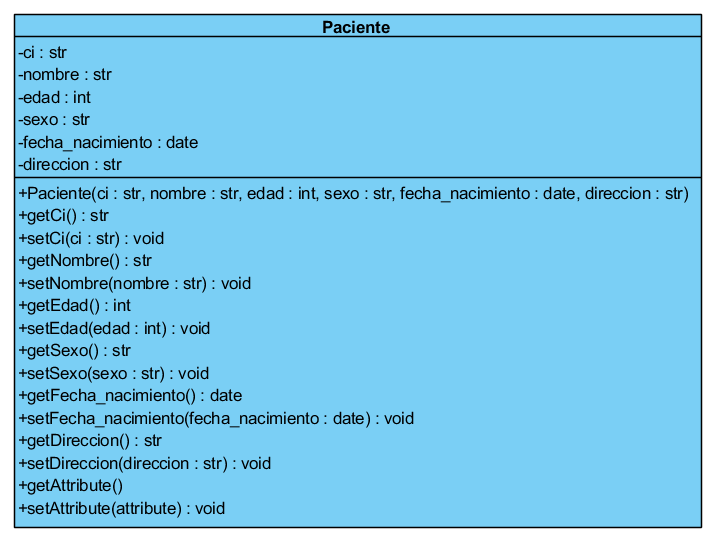 Paciente
-ci : str
-nombre : str
-edad : int
-sexo : str
-fecha_nacimiento : date
-direccion : str
+Paciente(ci : str, nombre : str, edad : int, sexo : str, fecha_nacimiento : date, direccion : str)
+getCi() : str
+setCi(ci : str) : void
+getNombre() : str
+setNombre(nombre : str) : void
+getEdad() : int
+setEdad(edad : int) : void
+getSexo() : str
+setSexo(sexo : str) : void
+getFecha_nacimiento() : date
+setFecha_nacimiento(fecha_nacimiento : date) : void
+getDireccion() : str
+setDireccion(direccion : str) : void
+getAttribute()
+setAttribute(attribute) : void